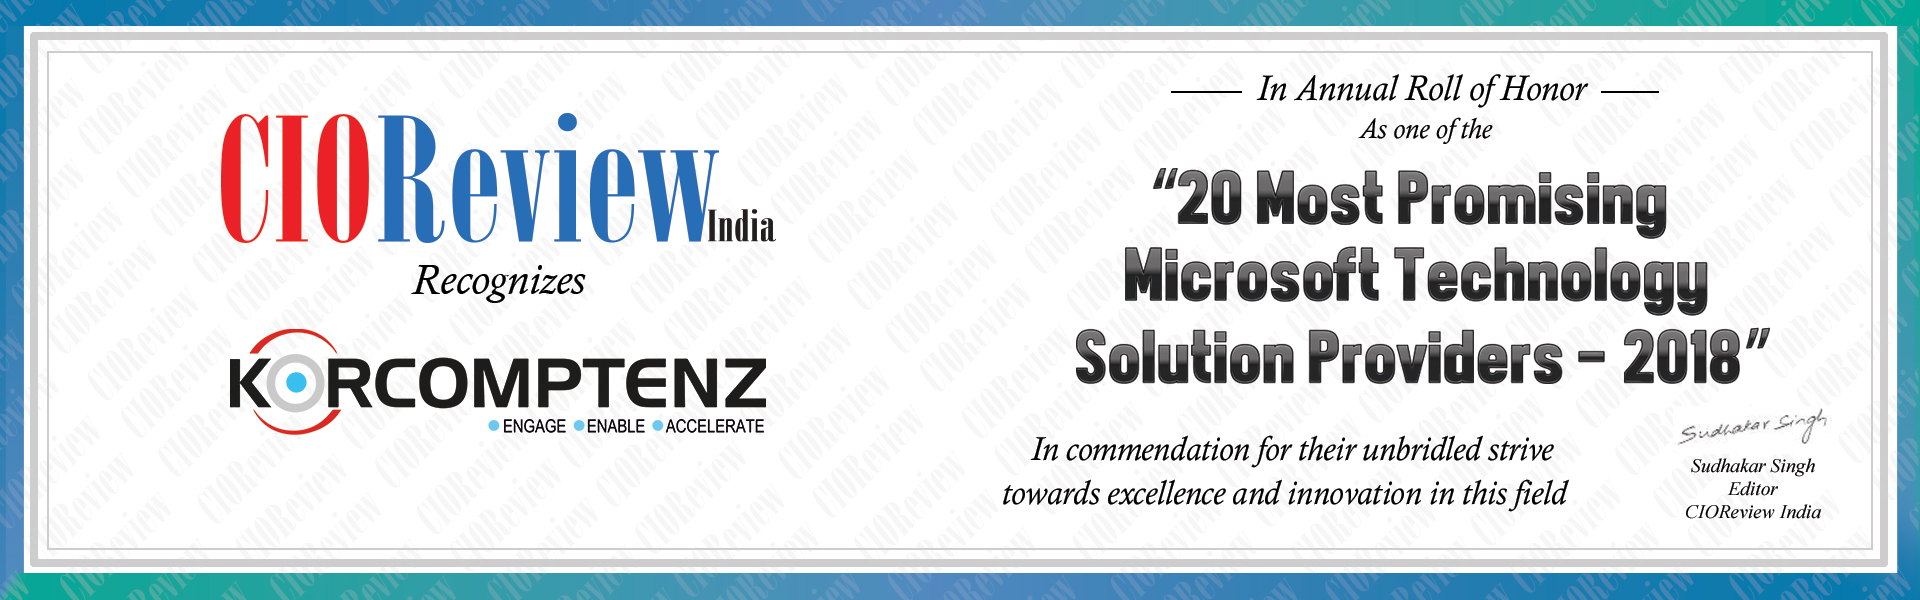 CIOReview India
Recognizes
KORCOMPTENZ
ENGAGE ENABLE ACCELERATE
In Annual Roll of Honor
As one of the
“20 Most Promising
Microsoft Technology
Solution Providers – 2018”
In commendation for their unbridled strive
towards excellence and innovation in this field
Sudhakar Singh
Sudhakar Singh
Editor
CIOReview India